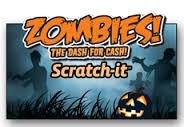 ZOMBIES!
THE DASH FOR CASH!
Scratch-it